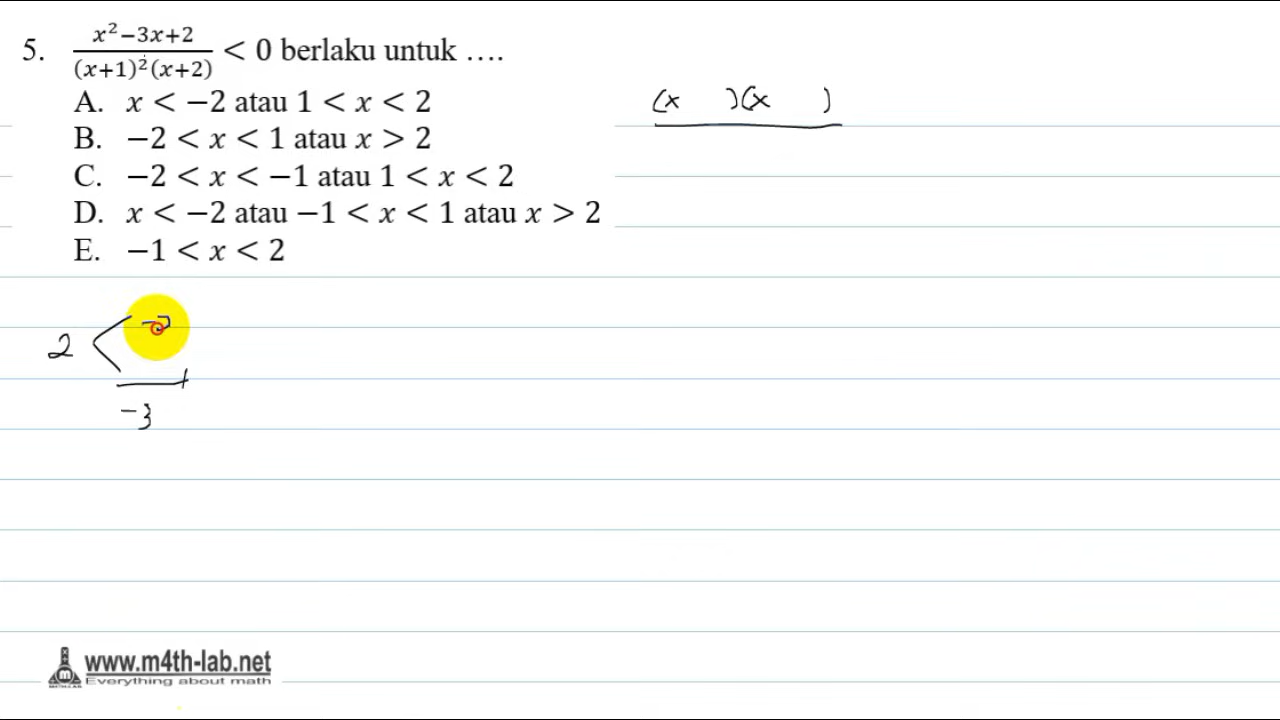 5. \frac{x²−3x+2}{(x+1)²(x+2)} < 0 berlaku untuk ….
A. x < −2 atau 1 < x < 2
B. −2 < x < 1 atau x > 2
C. −2 < x < −1 atau 1 < x < 2
D. x < −2 atau −1 < x < 1 atau x > 2
E. −1 < x < 2
(x )(x )
2 <
+
-3
www.m4th-lab.net
Everything about math